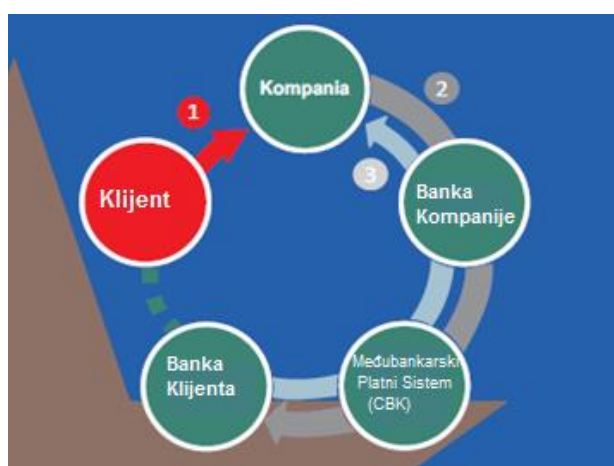 Kompania
1
2
3
Klijent
Banka
Kompanije
Banka
Klijenta
Međubankarski
Platni Sistem
(CBK)